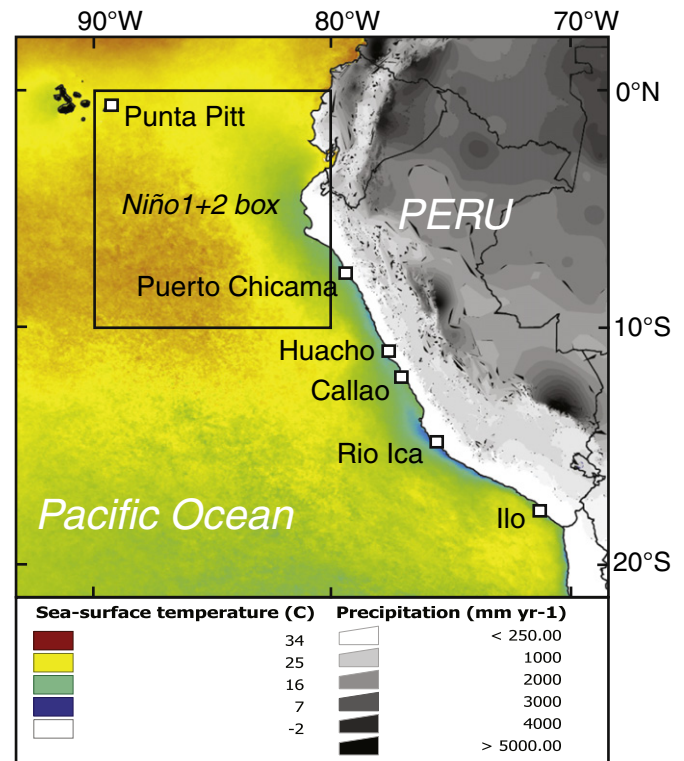 90°W 80°W 70°W
0°N
Punta Pitt
Niño1+2 box
PERU
Puerto Chicama
10°S
Huacho
Callao
Rio Ica
Pacific Ocean
Ilo
20°S
Sea-surface temperature (C) Precipitation (mm yr-1)
34 < 250.00
25 1000
16 2000
7 3000
-2 4000
> 5000.00